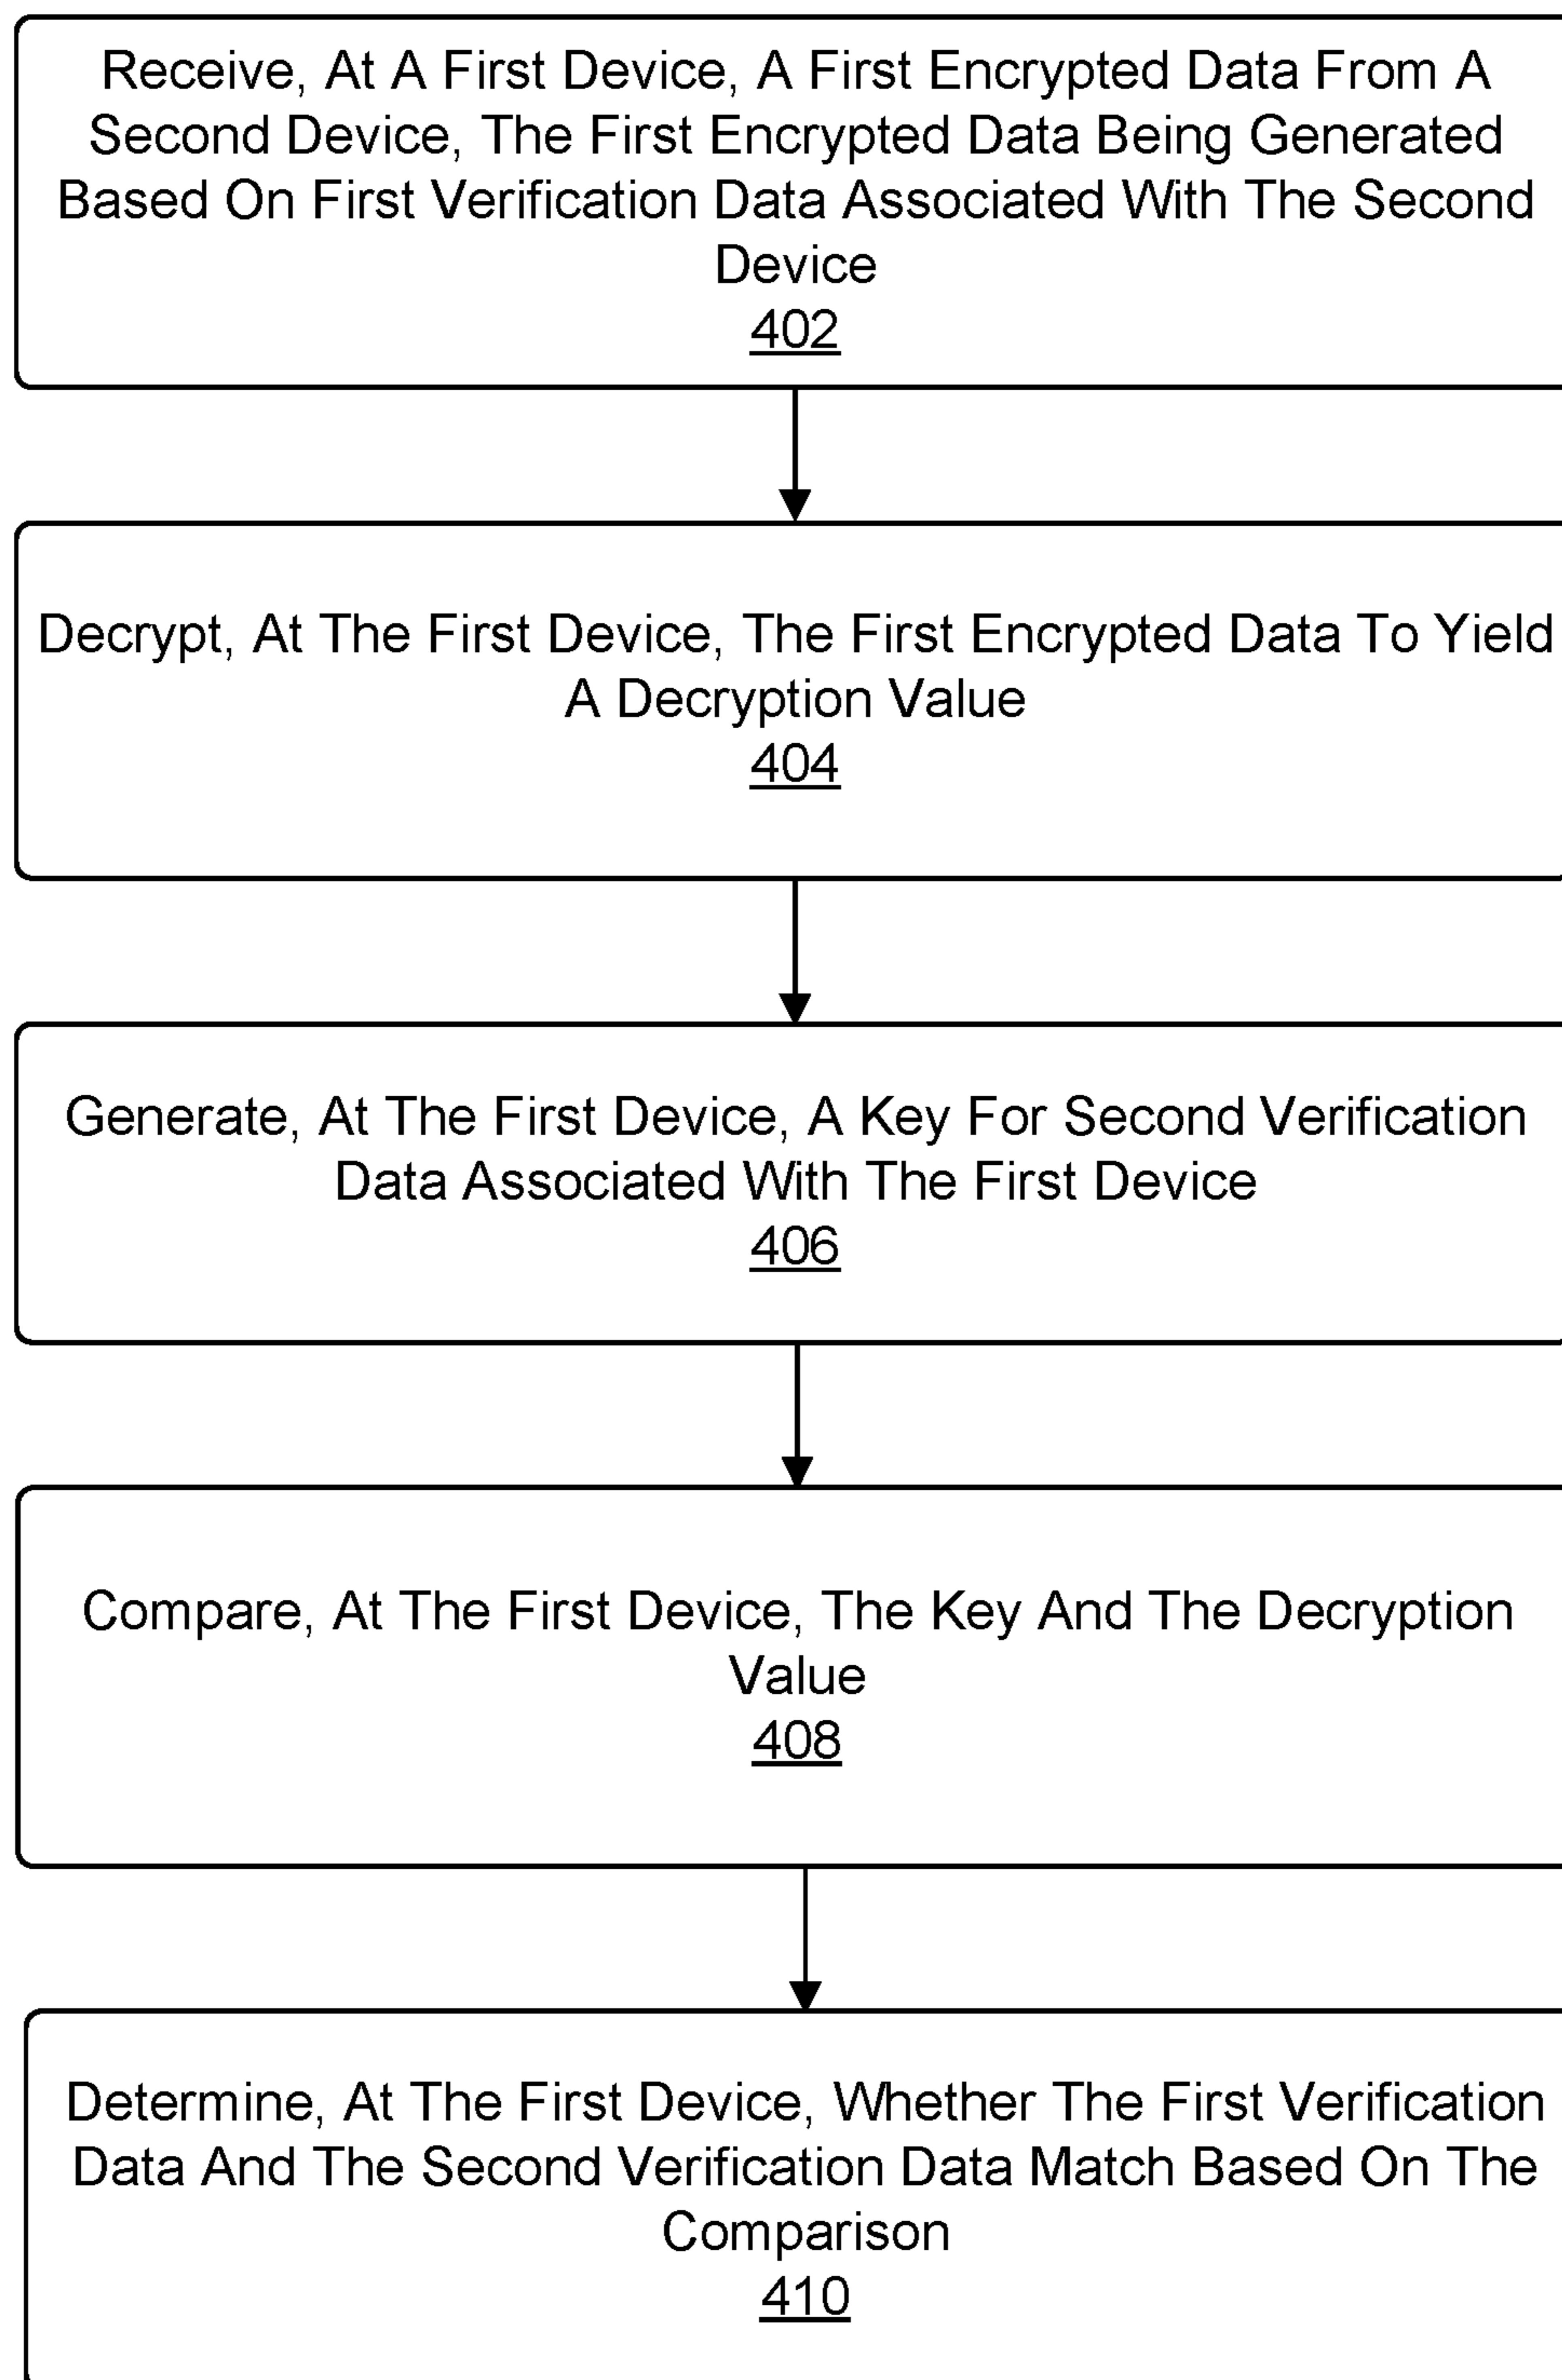 Receive, At A First Device, A First Encrypted Data From A
Second Device, The First Encrypted Data Being Generated
Based On First Verification Data Associated With The Second
Device
402
Decrypt, At The First Device, The First Encrypted Data To Yield
A Decryption Value
404
Generate, At The First Device, A Key For Second Verification
Data Associated With The First Device
406
Compare, At The First Device, The Key And The Decryption
Value
408
Determine, At The First Device, Whether The First Verification
Data And The Second Verification Data Match Based On The
Comparison
410